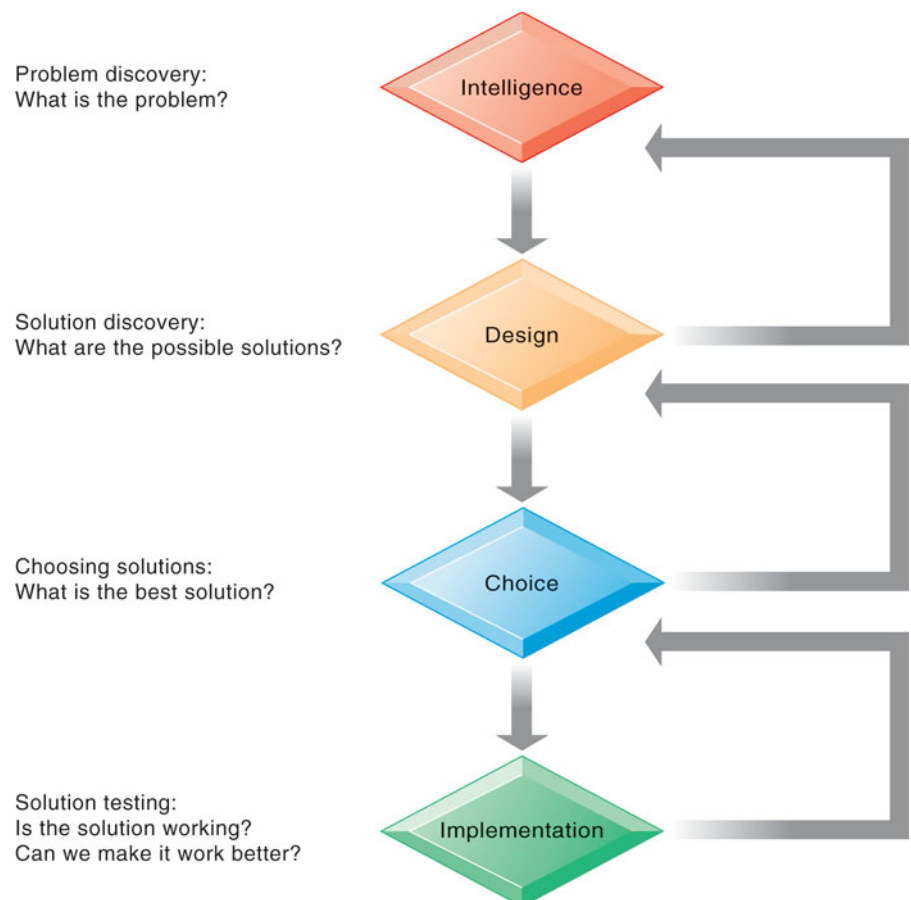 Problem discovery:
What is the problem?
Intelligence
Solution discovery:
What are the possible solutions?
Design
Choosing solutions:
What is the best solution?
Choice
Solution testing:
Is the solution working?
Can we make it work better?
Implementation